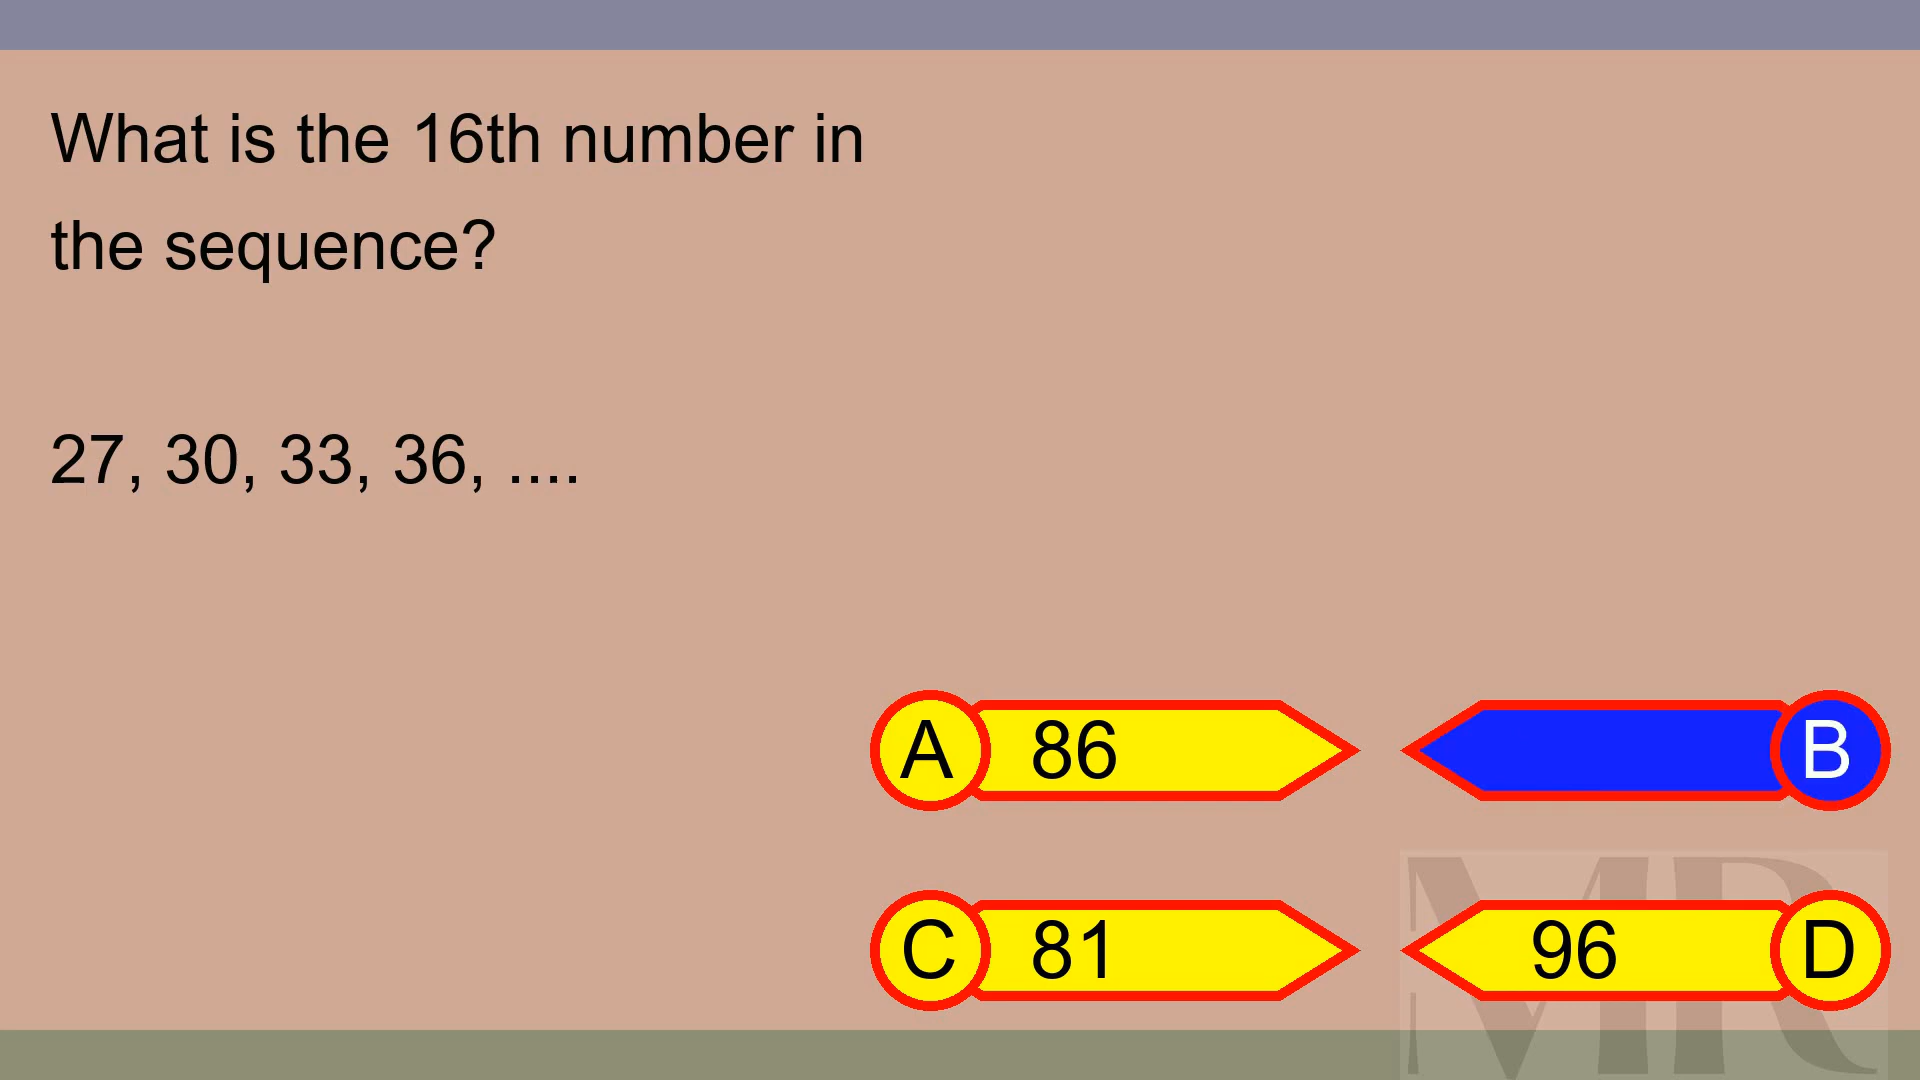 What is the 16th number in
the sequence?
27, 30, 33, 36, ....
A 86
B
C 81
96 D
MR